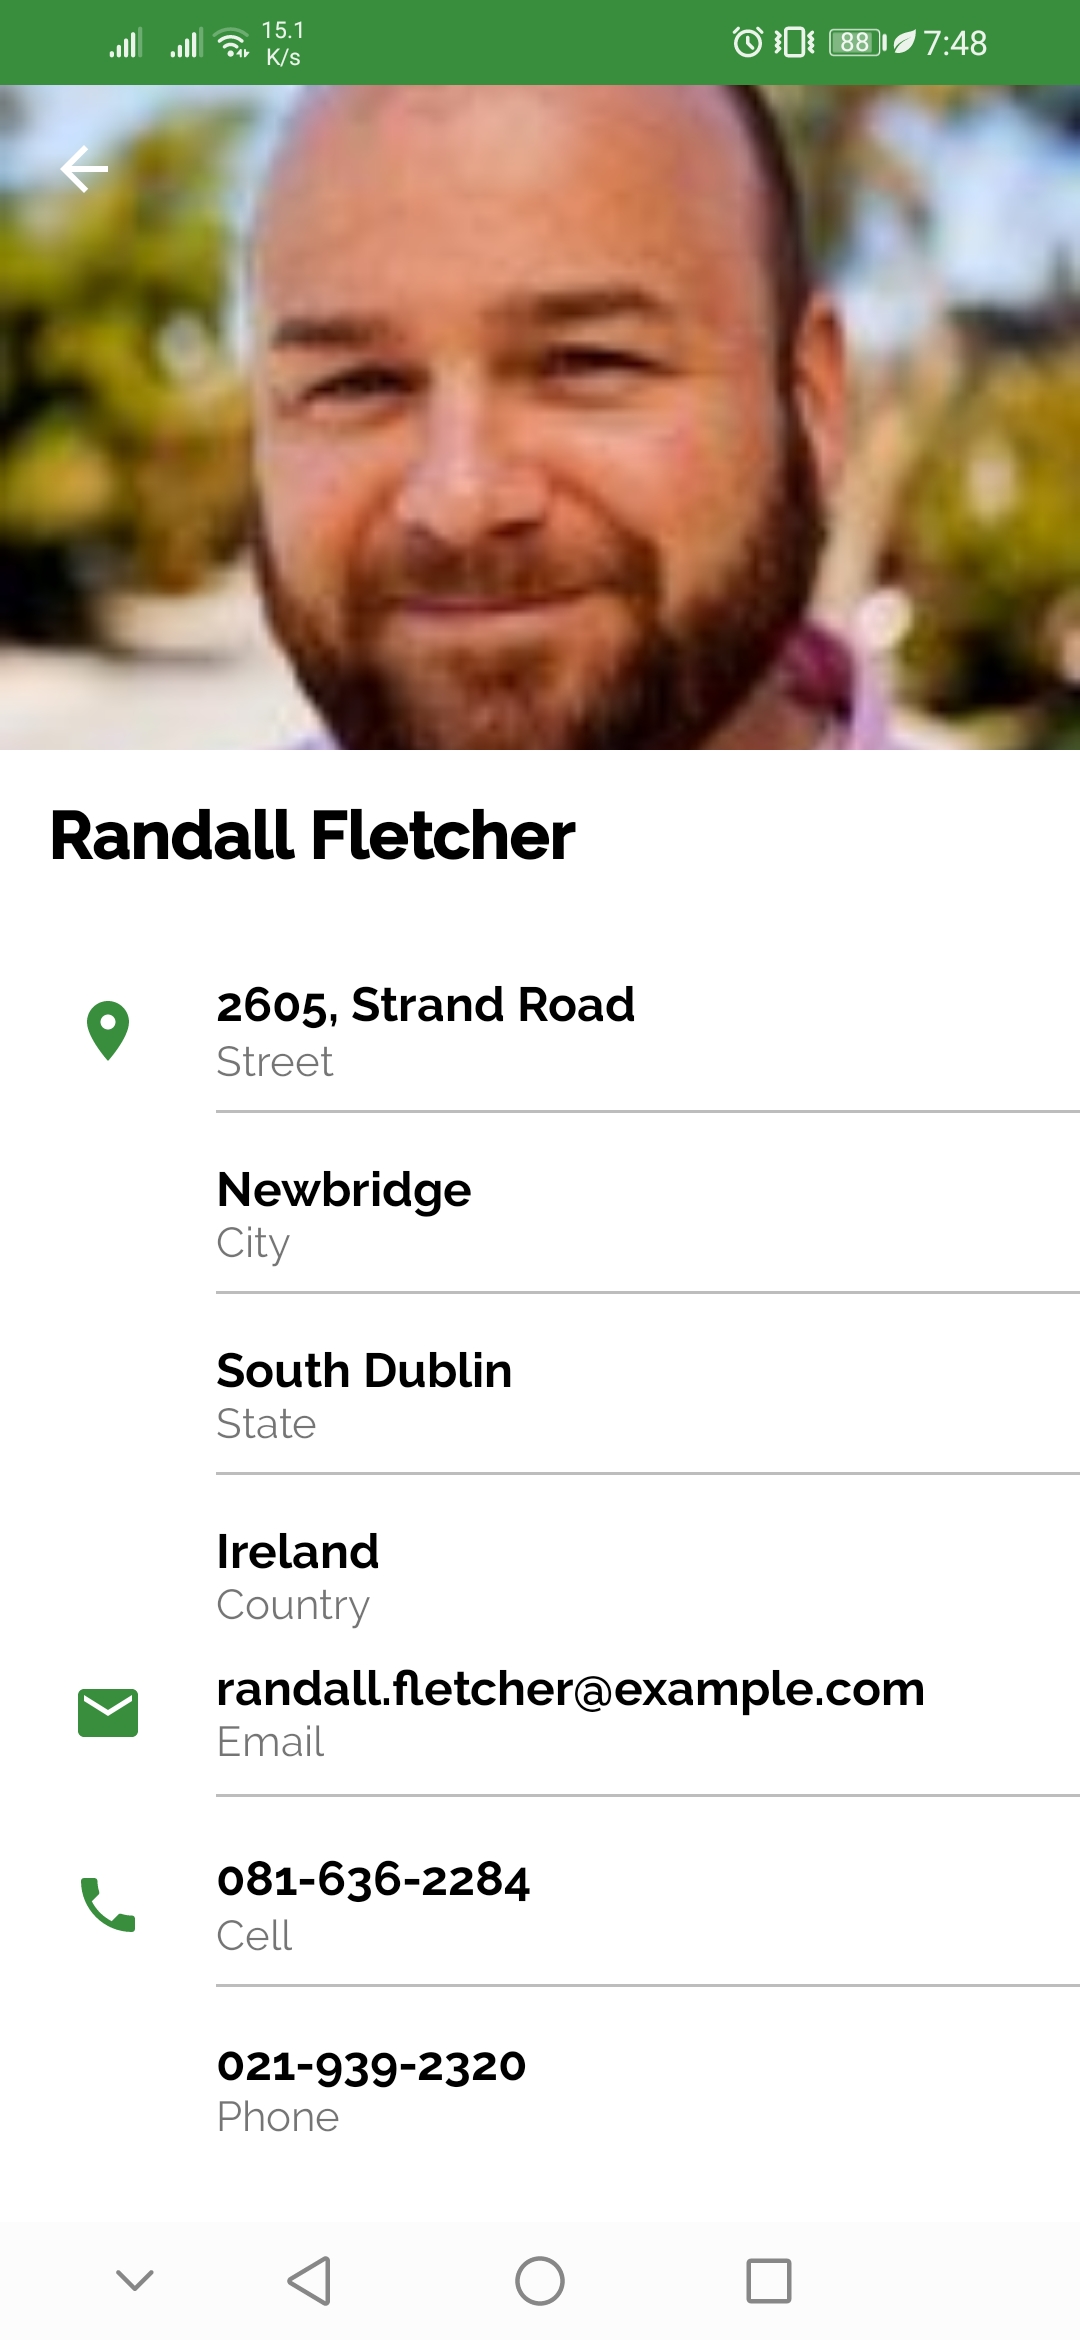 15.1
K/s
88
7:48
Randall Fletcher
2605, Strand Road
Street
Newbridge
City
South Dublin
State
Ireland
Country
randall.fletcher@example.com
Email
081-636-2284
Cell
021-939-2320
Phone